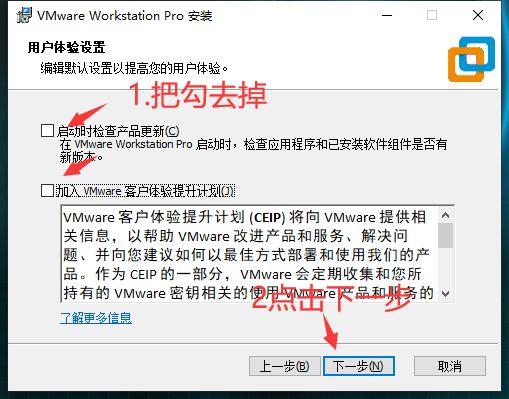 VMware Workstation Pro 安装
用户体验设置
编辑默认设置以提高您的用户体验。
1.把勾去掉
启动时检查产品更新(C)
在 VMware Workstation Pro 启动时，检查应用程序和已安装软件组件是否有
新版本。
加入 VMware 客户体验提升计划(J)
VMware 客户体验提升计划 (CEIP) 将向 VMware 提供相
关信息，以帮助 VMware 改进产品和服务、解决问
题、并向您建议如何以最佳方式部署和使用我们的产
品。作为 CEIP 的一部分，VMware 会定期收集和您所
持有的 VMware 密钥相关的使用 VMware 产品和服务的
2点击下一步
了解更多信息
上一步(B)
下一步(N)
取消